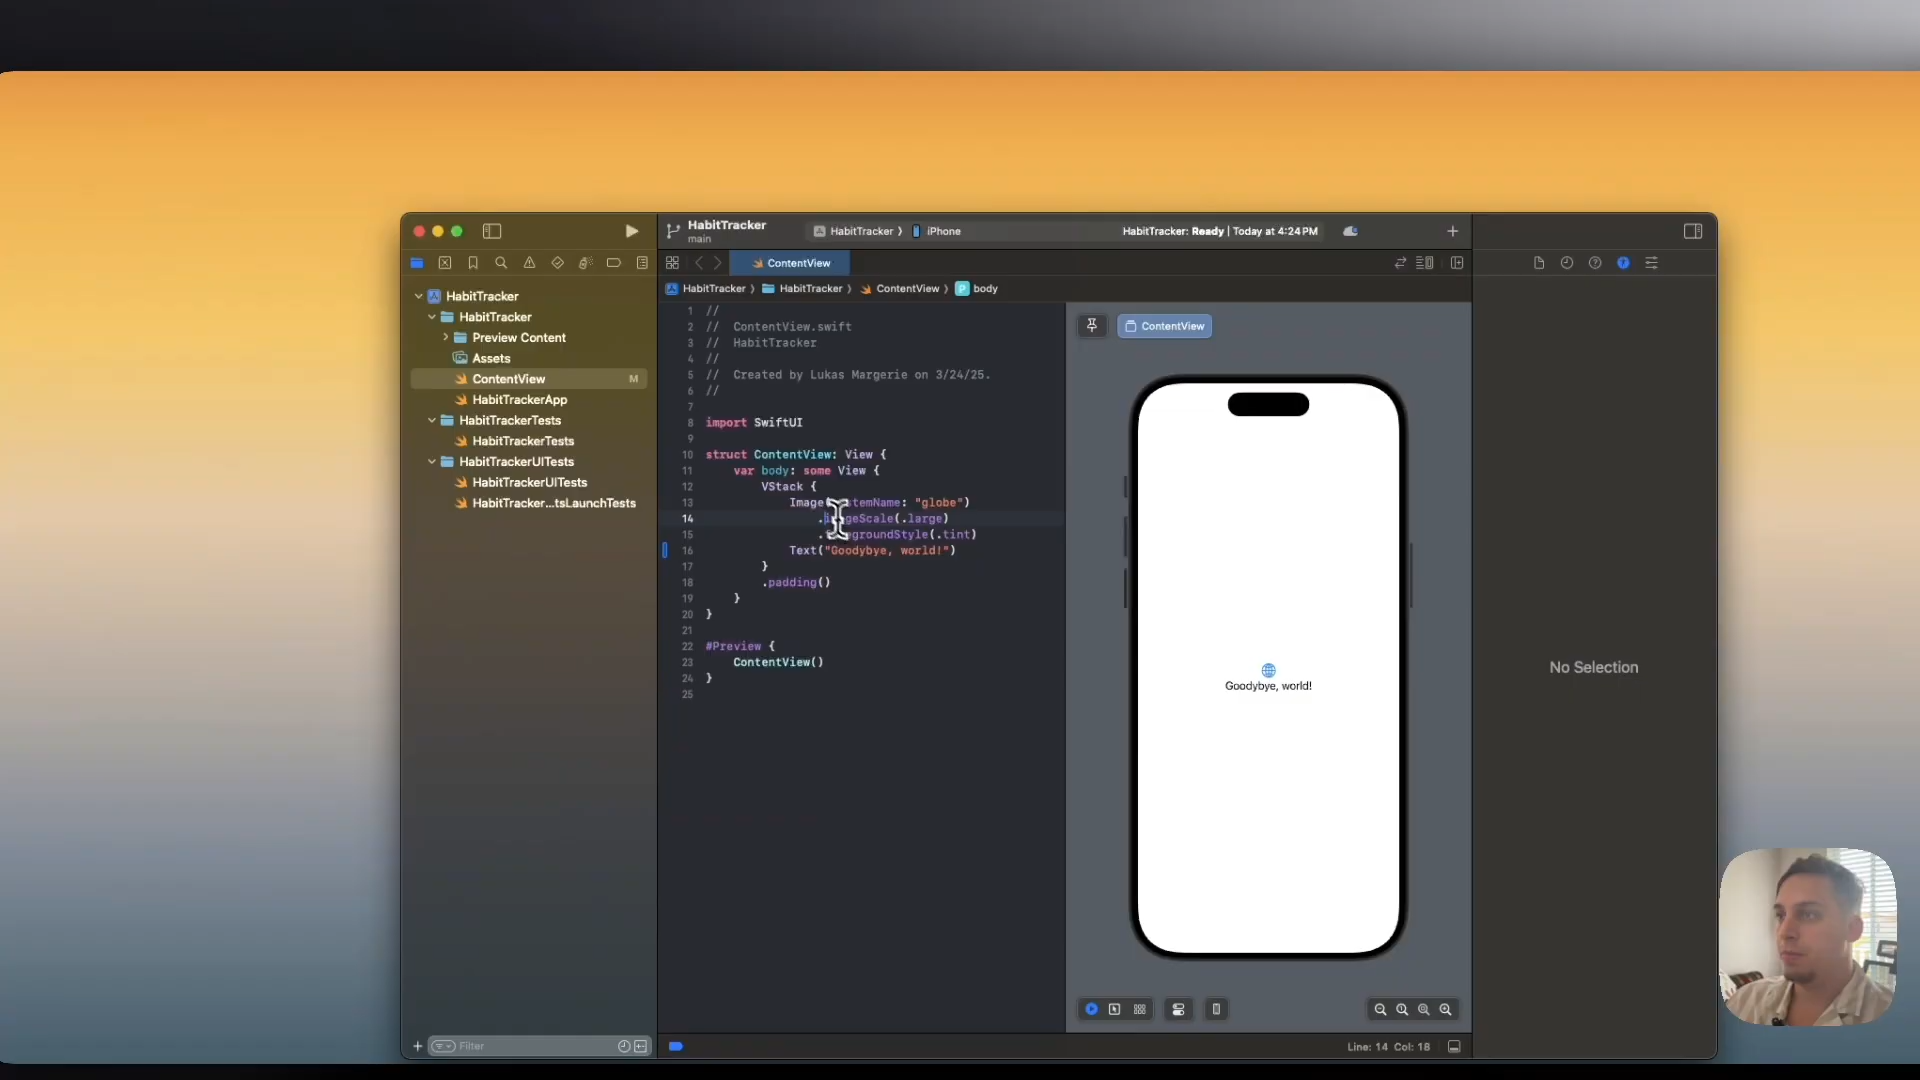 HabitTracker
main
HabitTracker
iPhone
HabitTracker: Ready | Today at 4:24 PM
ContentView
HabitTracker
HabitTracker
ContentView
body
HabitTracker
HabitTracker
Preview Content
Assets
ContentView M
HabitTrackerApp
HabitTrackerTests
HabitTrackerTests
HabitTrackerUITests
HabitTrackerUITests
HabitTracker...tsLaunchTests
Filter
1 //
2 // ContentView.swift
3 // HabitTracker
4 //
5 // Created by Lukas Margerie on 3/24/25.
6 //
7
8 import SwiftUI
9
10 struct ContentView: View {
11 var body: some View {
12 VStack {
13 Image temName: "globe")
14 . geScale(.large)
15 . egroundStyle(.tint)
16 Text("Goodybye, world!")
17 }
18 .padding()
19 }
20 }
21
22 #Preview {
23 ContentView()
24 }
25
ContentView
Goodybye, world!
No Selection
Line: 14 Col: 18